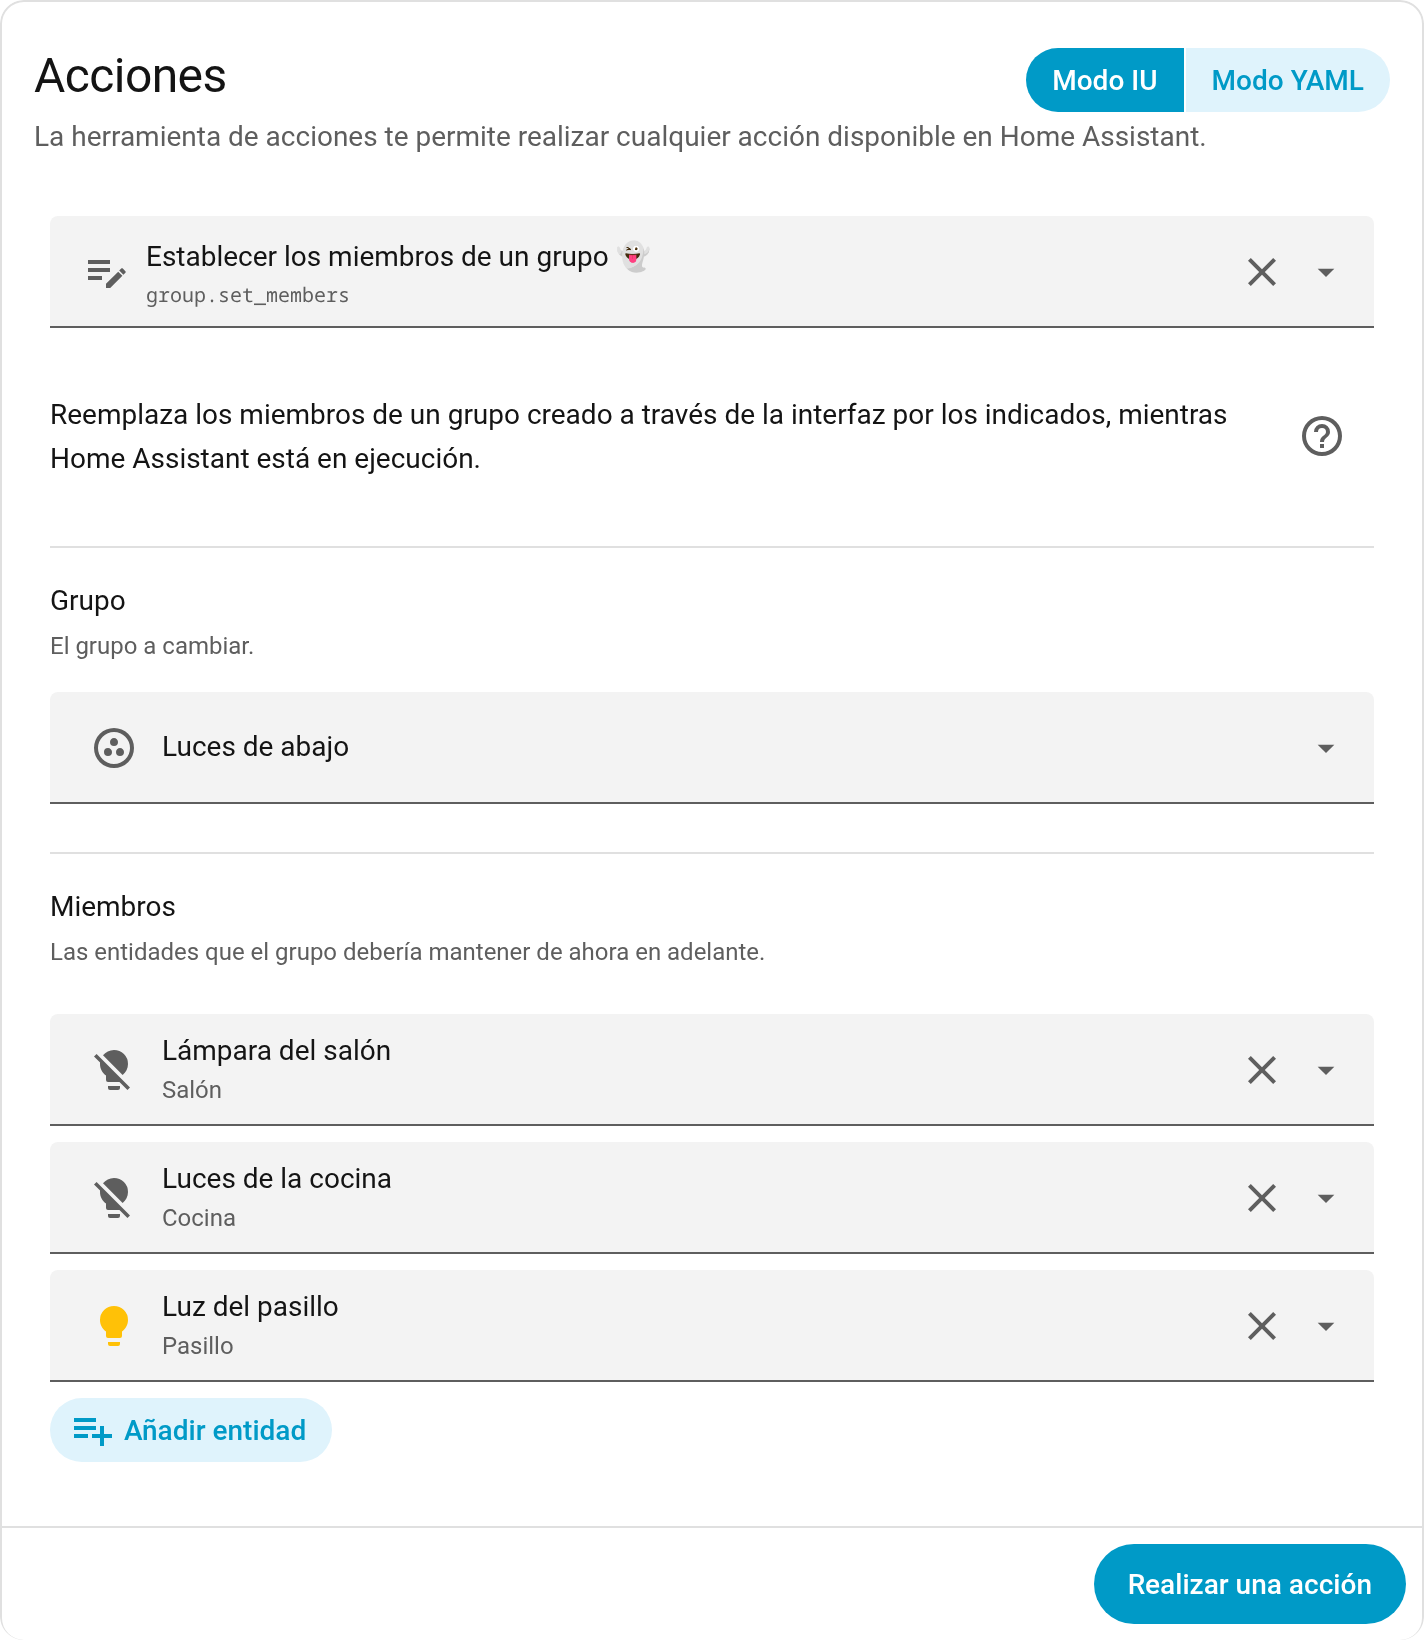 Acciones
Modo IU
Modo YAML
La herramienta de acciones te permite realizar cualquier acción disponible en Home Assistant.
Establecer los miembros de un grupo 👻
group.set_members
Reemplaza los miembros de un grupo creado a través de la interfaz por los indicados, mientras
Home Assistant está en ejecución.
Grupo
El grupo a cambiar.
Luces de abajo
Miembros
Las entidades que el grupo debería mantener de ahora en adelante.
Lámpara del salón
Salón
Luces de la cocina
Cocina
Luz del pasillo
Pasillo
Añadir entidad
Realizar una acción